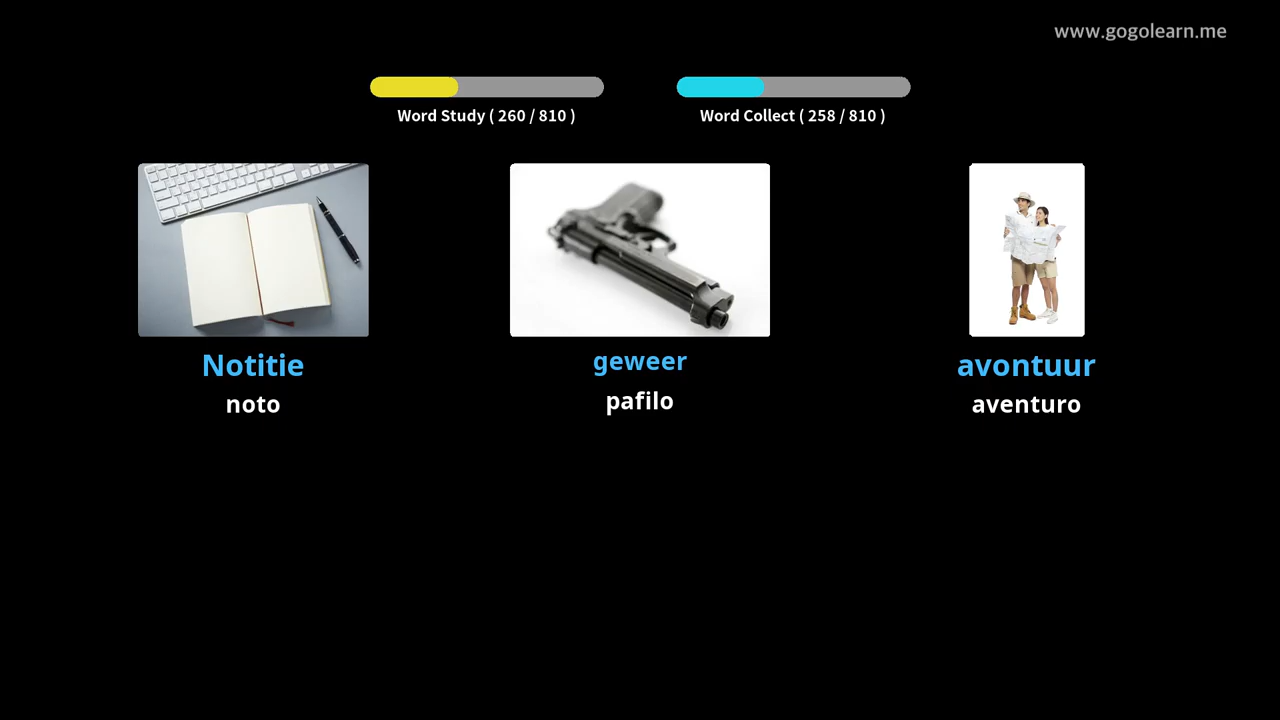 www.gogolearn.me
Word Study ( 260 / 810 )
Word Collect ( 258 / 810 )
Notitie
noto
geweer
pafilo
avontuur
aventuro